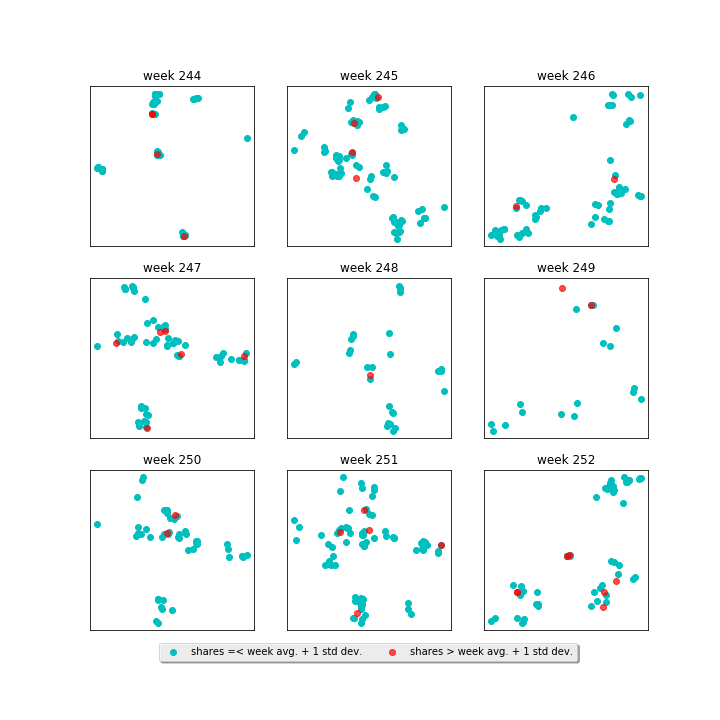 week 244
week 245
week 246
week 247
week 248
week 249
week 250
week 251
week 252
shares =< week avg. + 1 std dev.
shares > week avg. + 1 std dev.